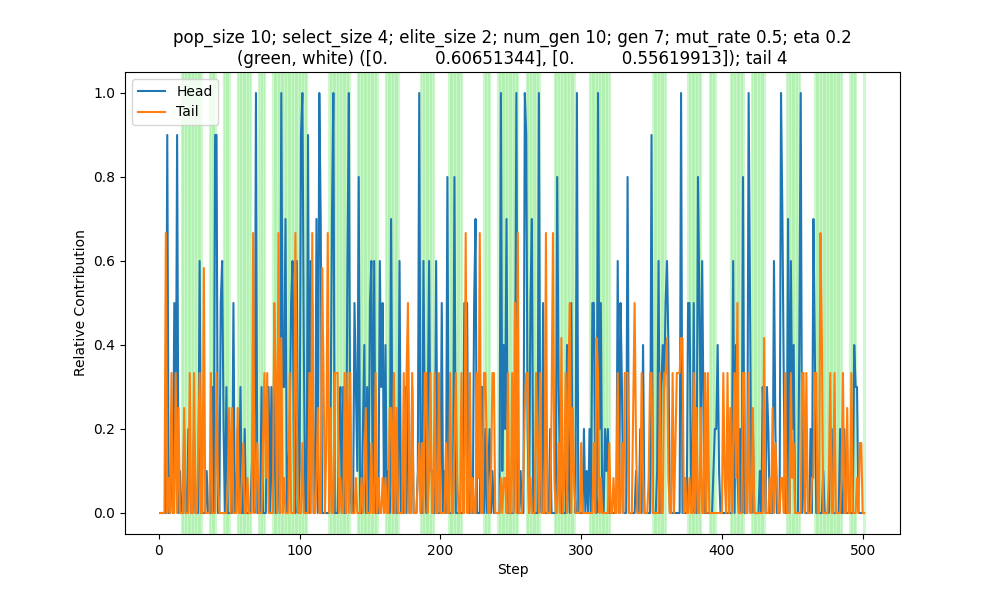 pop_size 10; select_size 4; elite_size 2; num_gen 10; gen 7; mut_rate 0.5; eta 0.2
(green, white) ([0.         0.60651344], [0.         0.55619913]); tail 4
Head
Tail
1.0
0.8
0.6
0.4
0.2
0.0
Relative Contribution
0 100 200 300 400 500
Step